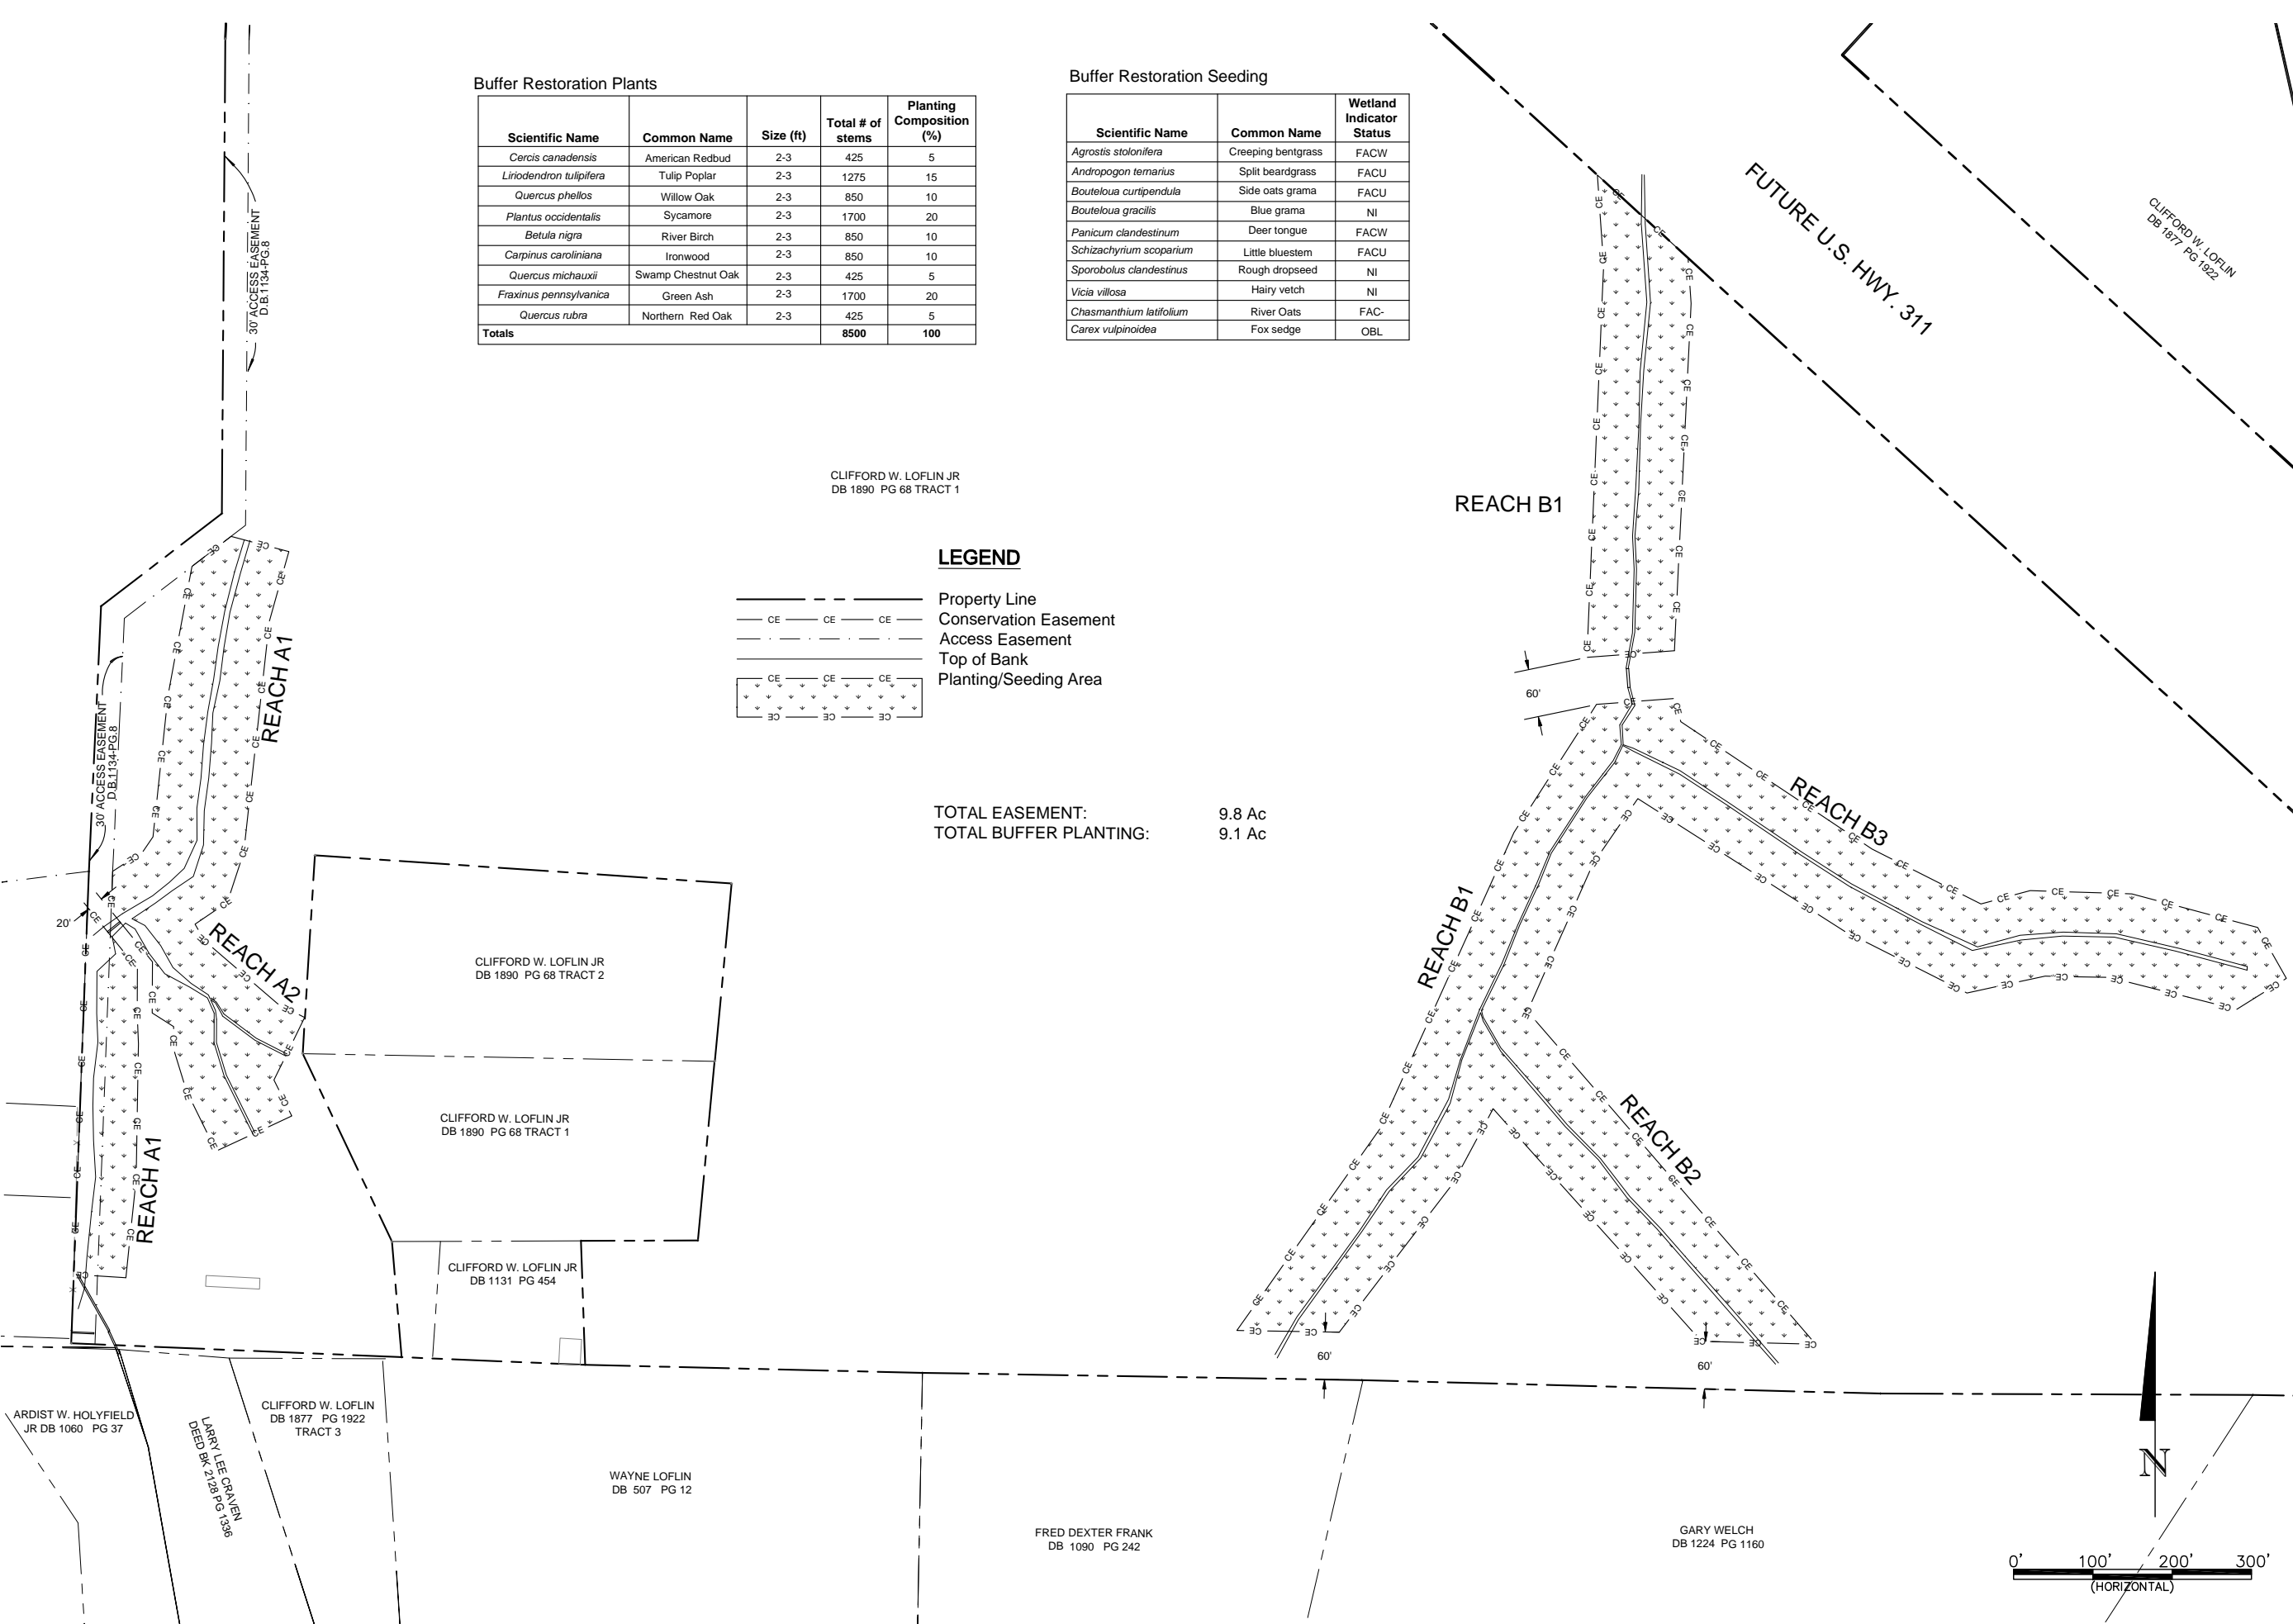 Buffer Restoration Plants
Scientific Name Common Name Size (ft) Total # of stems Planting Composition (%)
Cercis canadensis American Redbud 2-3 425 5
Liriodendron tulipifera Tulip Poplar 2-3 1275 15
Quercus phellos Willow Oak 2-3 850 10
Plantus occidentalis Sycamore 2-3 1700 20
Betula nigra River Birch 2-3 850 10
Carpinus caroliniana Ironwood 2-3 850 10
Quercus michauxii Swamp Chestnut Oak 2-3 425 5
Fraxinus pennsylvanica Green Ash 2-3 1700 20
Quercus rubra Northern Red Oak 2-3 425 5
Totals 8500 100
Buffer Restoration Seeding
Scientific Name Common Name Wetland Indicator Status
Agrostis stolonifera Creeping bentgrass FACW
Andropogon ternarius Split beardgrass FACU
Bouteloua curtipendula Side oats grama FACU
Bouteloua gracilis Blue grama NI
Panicum clandestinum Deer tongue FACW
Schizachyrium scoparium Little bluestem FACU
Sporobolus clandestinus Rough dropseed NI
Vicia villosa Hairy vetch NI
Chasmanthium latifolium River Oats FAC-
Carex vulpinoidea Fox sedge OBL
30' ACCESS EASEMENT
D.B.1134-PG.8
FUTURE U.S. HWY. 311
CLIFFORD W. LOFLIN
DB 1877 PG 1922
CLIFFORD W. LOFLIN JR
DB 1890 PG 68 TRACT 1
REACH B1
LEGEND
Property Line
CE CE CE Conservation Easement
Access Easement
Top of Bank
CE CE CE
Planting/Seeding Area
CE CE CE
REACH A1
30' ACCESS EASEMENT
D.B.1134-PG.8
60'
TOTAL EASEMENT: 9.8 Ac
TOTAL BUFFER PLANTING: 9.1 Ac
REACH B3
20'
REACH A2
REACH B1
CLIFFORD W. LOFLIN JR
DB 1890 PG 68 TRACT 2
CLIFFORD W. LOFLIN JR
DB 1890 PG 68 TRACT 1
REACH A1
REACH B2
CLIFFORD W. LOFLIN JR
DB 1131 PG 454
60'
60'
ARDIST W. HOLYFIELD
JR DB 1060 PG 37
LARRY LEE CRAVEN
DEED BK 2128 PG 1336
CLIFFORD W. LOFLIN
DB 1877 PG 1922
TRACT 3
WAYNE LOFLIN
DB 507 PG 12
FRED DEXTER FRANK
DB 1090 PG 242
GARY WELCH
DB 1224 PG 1160
N
0' 100' 200' 300'
(HORIZONTAL)